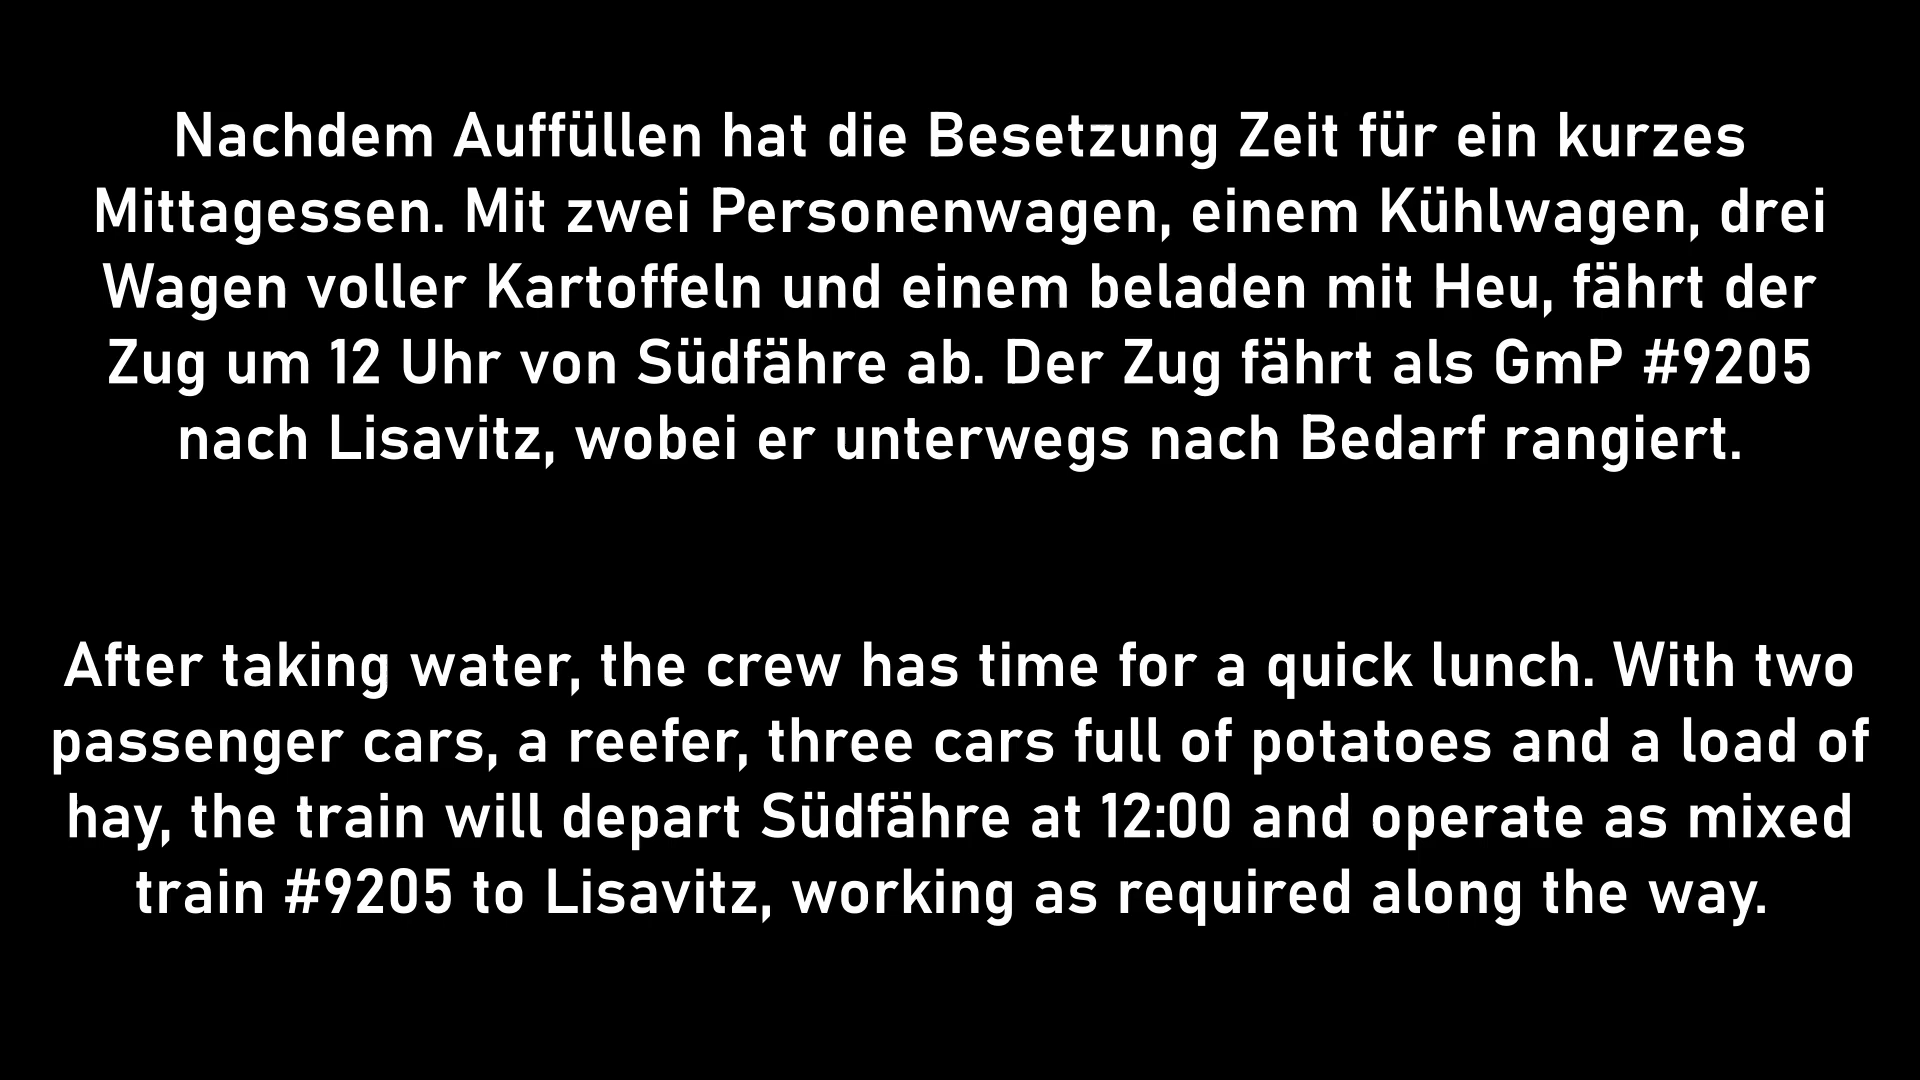 Nachdem Auffüllen hat die Besetzung Zeit für ein kurzes
Mittagessen. Mit zwei Personenwagen, einem Kühlwagen, drei
Wagen voller Kartoffeln und einem beladen mit Heu, fährt der
Zug um 12 Uhr von Südfähre ab. Der Zug fährt als GmP #9205
nach Lisavitz, wobei er unterwegs nach Bedarf rangiert.
After taking water, the crew has time for a quick lunch. With two
passenger cars, a reefer, three cars full of potatoes and a load of
hay, the train will depart Südfähre at 12:00 and operate as mixed
train #9205 to Lisavitz, working as required along the way.